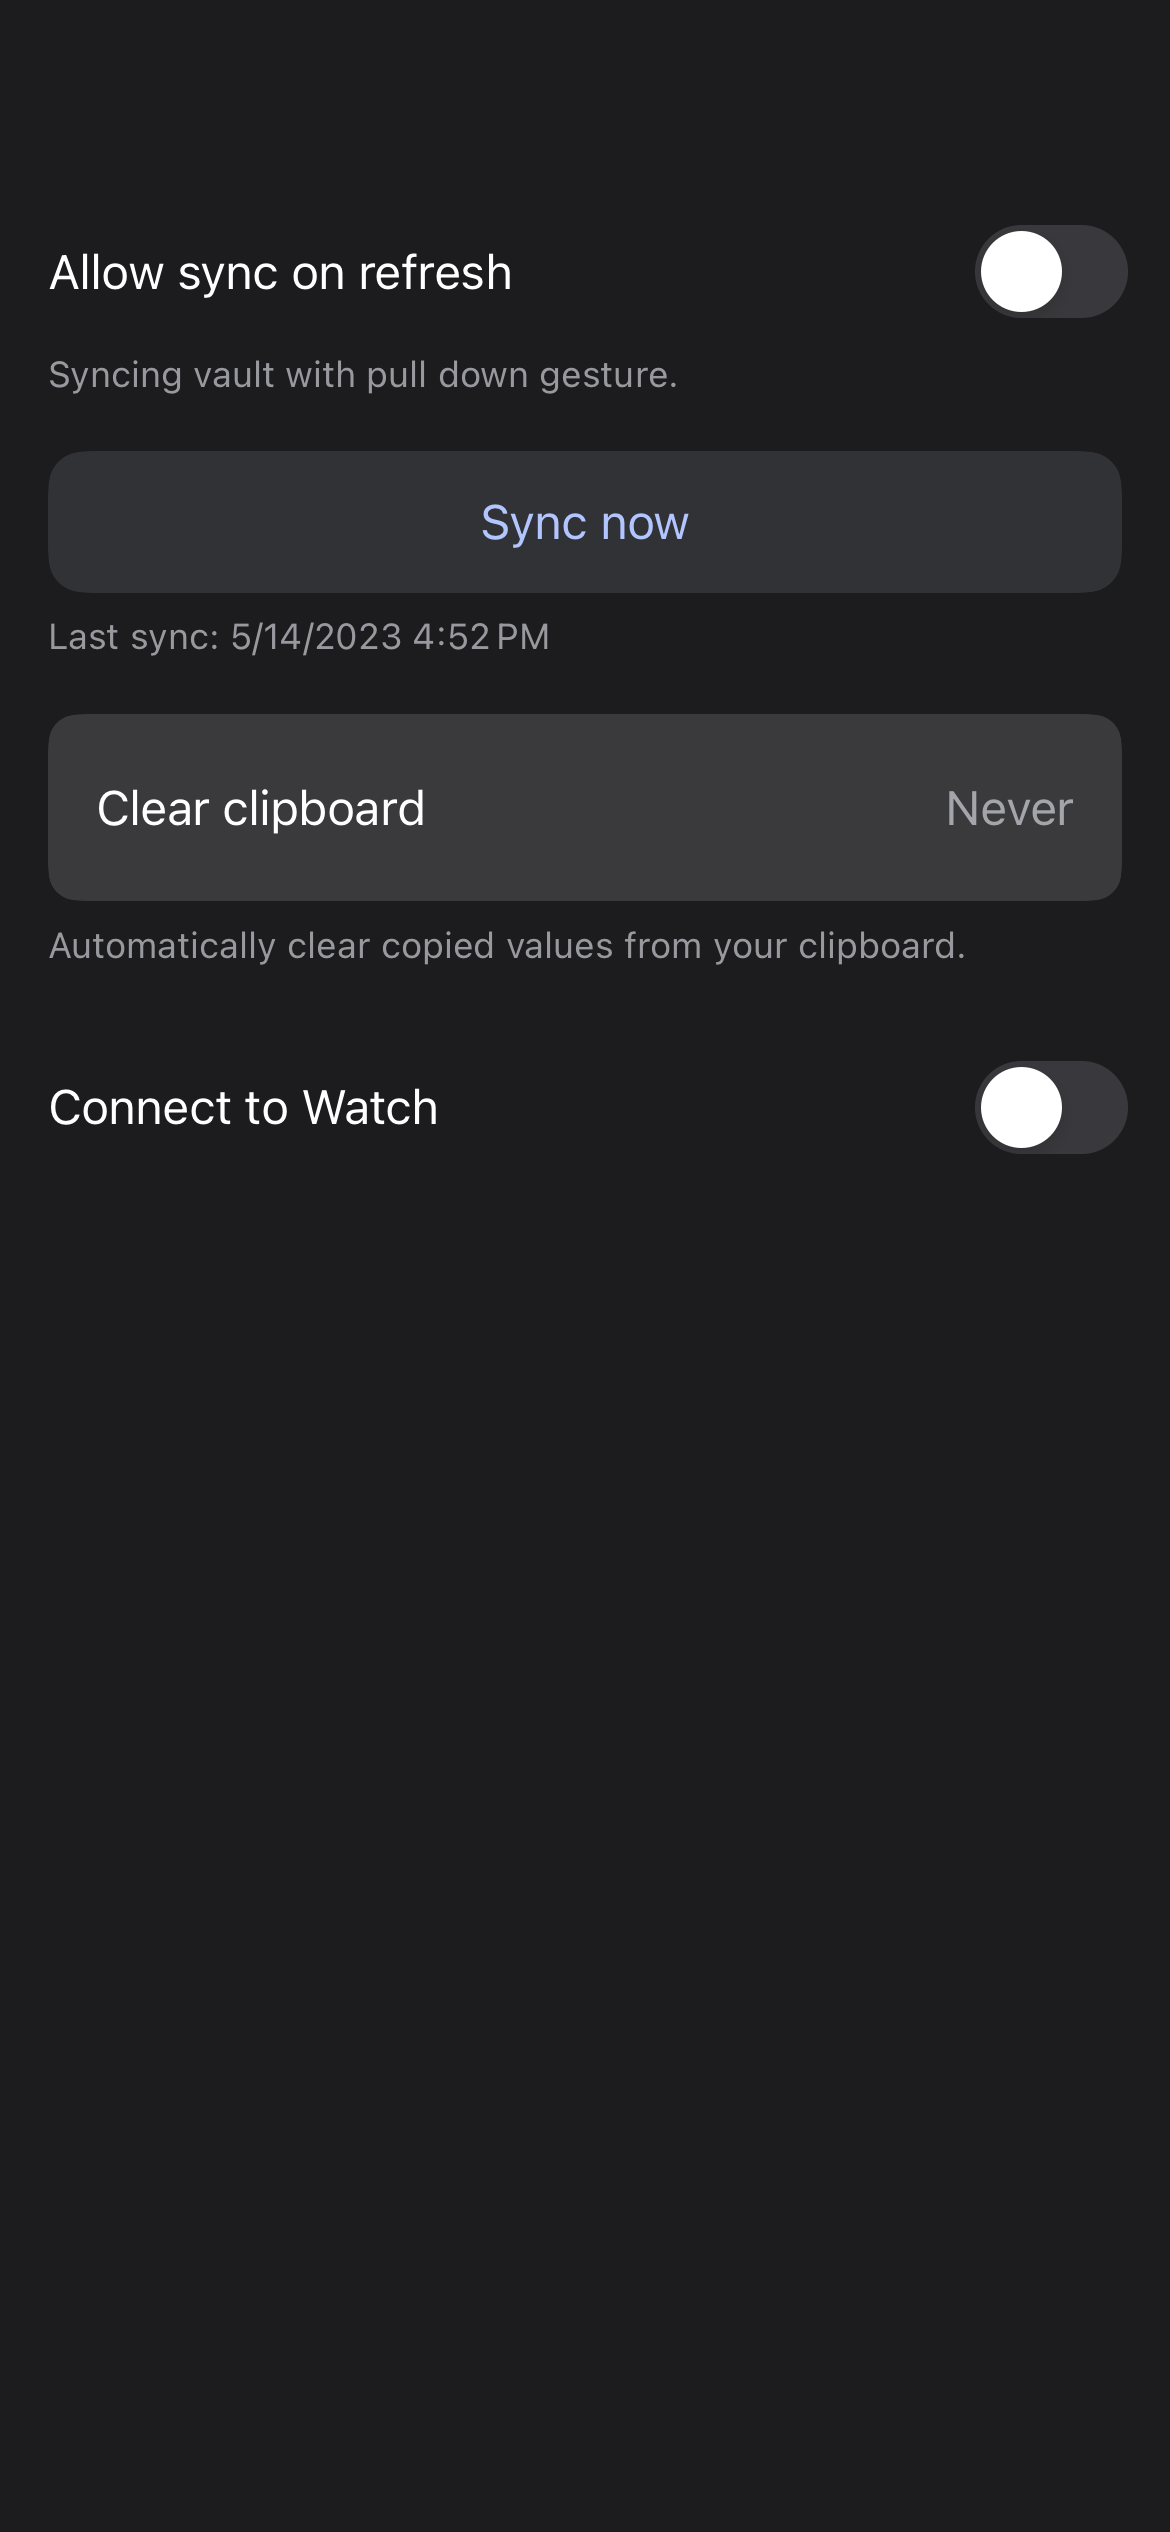 Allow sync on refresh
Syncing vault with pull down gesture.
Sync now
Last sync: 5/14/2023 4:52 PM
Clear clipboard Never
Automatically clear copied values from your clipboard.
Connect to Watch